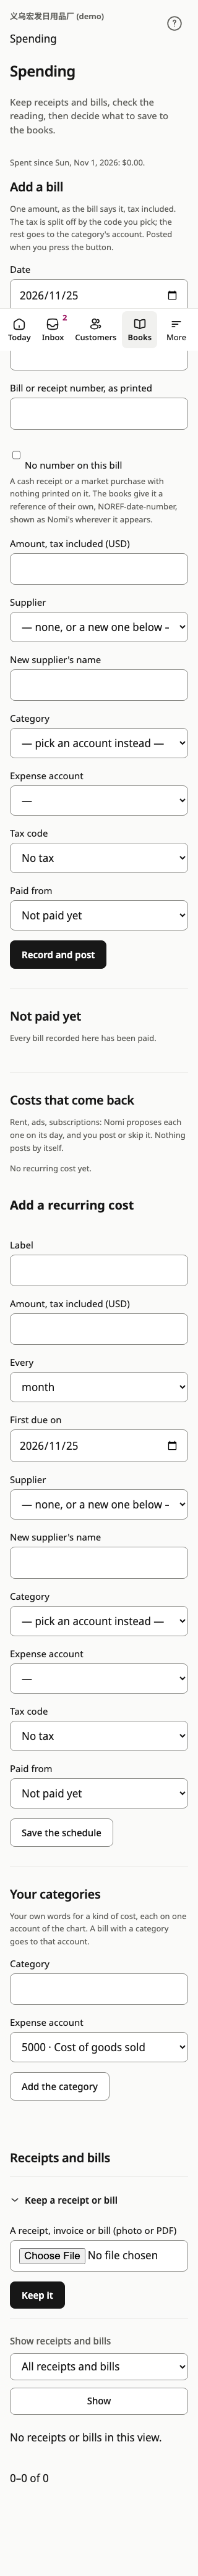 义乌宏发日用品厂 (demo)
?
Spending
Spending
Keep receipts and bills, check the
reading, then decide what to save to
the books.
Spent since Sun, Nov 1, 2026: $0.00.
Add a bill
One amount, as the bill says it, tax included.
The tax is split off by the code you pick; the
rest goes to the category's account. Posted
when you press the button.
Date
2026/11/25
Today
Inbox 2
Customers
Books
More
Bill or receipt number, as printed
No number on this bill
A cash receipt or a market purchase with
nothing printed on it. The books give it a
reference of their own, NOREF-date-number,
shown as Nomi's wherever it appears.
Amount, tax included (USD)
Supplier
— none, or a new one below –
New supplier's name
Category
— pick an account instead —
Expense account
—
Tax code
No tax
Paid from
Not paid yet
Record and post
Not paid yet
Every bill recorded here has been paid.
Costs that come back
Rent, ads, subscriptions: Nomi proposes each
one on its day, and you post or skip it. Nothing
posts by itself.
No recurring cost yet.
Add a recurring cost
Label
Amount, tax included (USD)
Every
month
First due on
2026/11/25
Supplier
— none, or a new one below –
New supplier's name
Category
— pick an account instead —
Expense account
—
Tax code
No tax
Paid from
Not paid yet
Save the schedule
Your categories
Your own words for a kind of cost, each on one
account of the chart. A bill with a category
goes to that account.
Category
Expense account
5000 · Cost of goods sold
Add the category
Receipts and bills
Keep a receipt or bill
A receipt, invoice or bill (photo or PDF)
Choose File No file chosen
Keep it
Show receipts and bills
All receipts and bills
Show
No receipts or bills in this view.
0–0 of 0